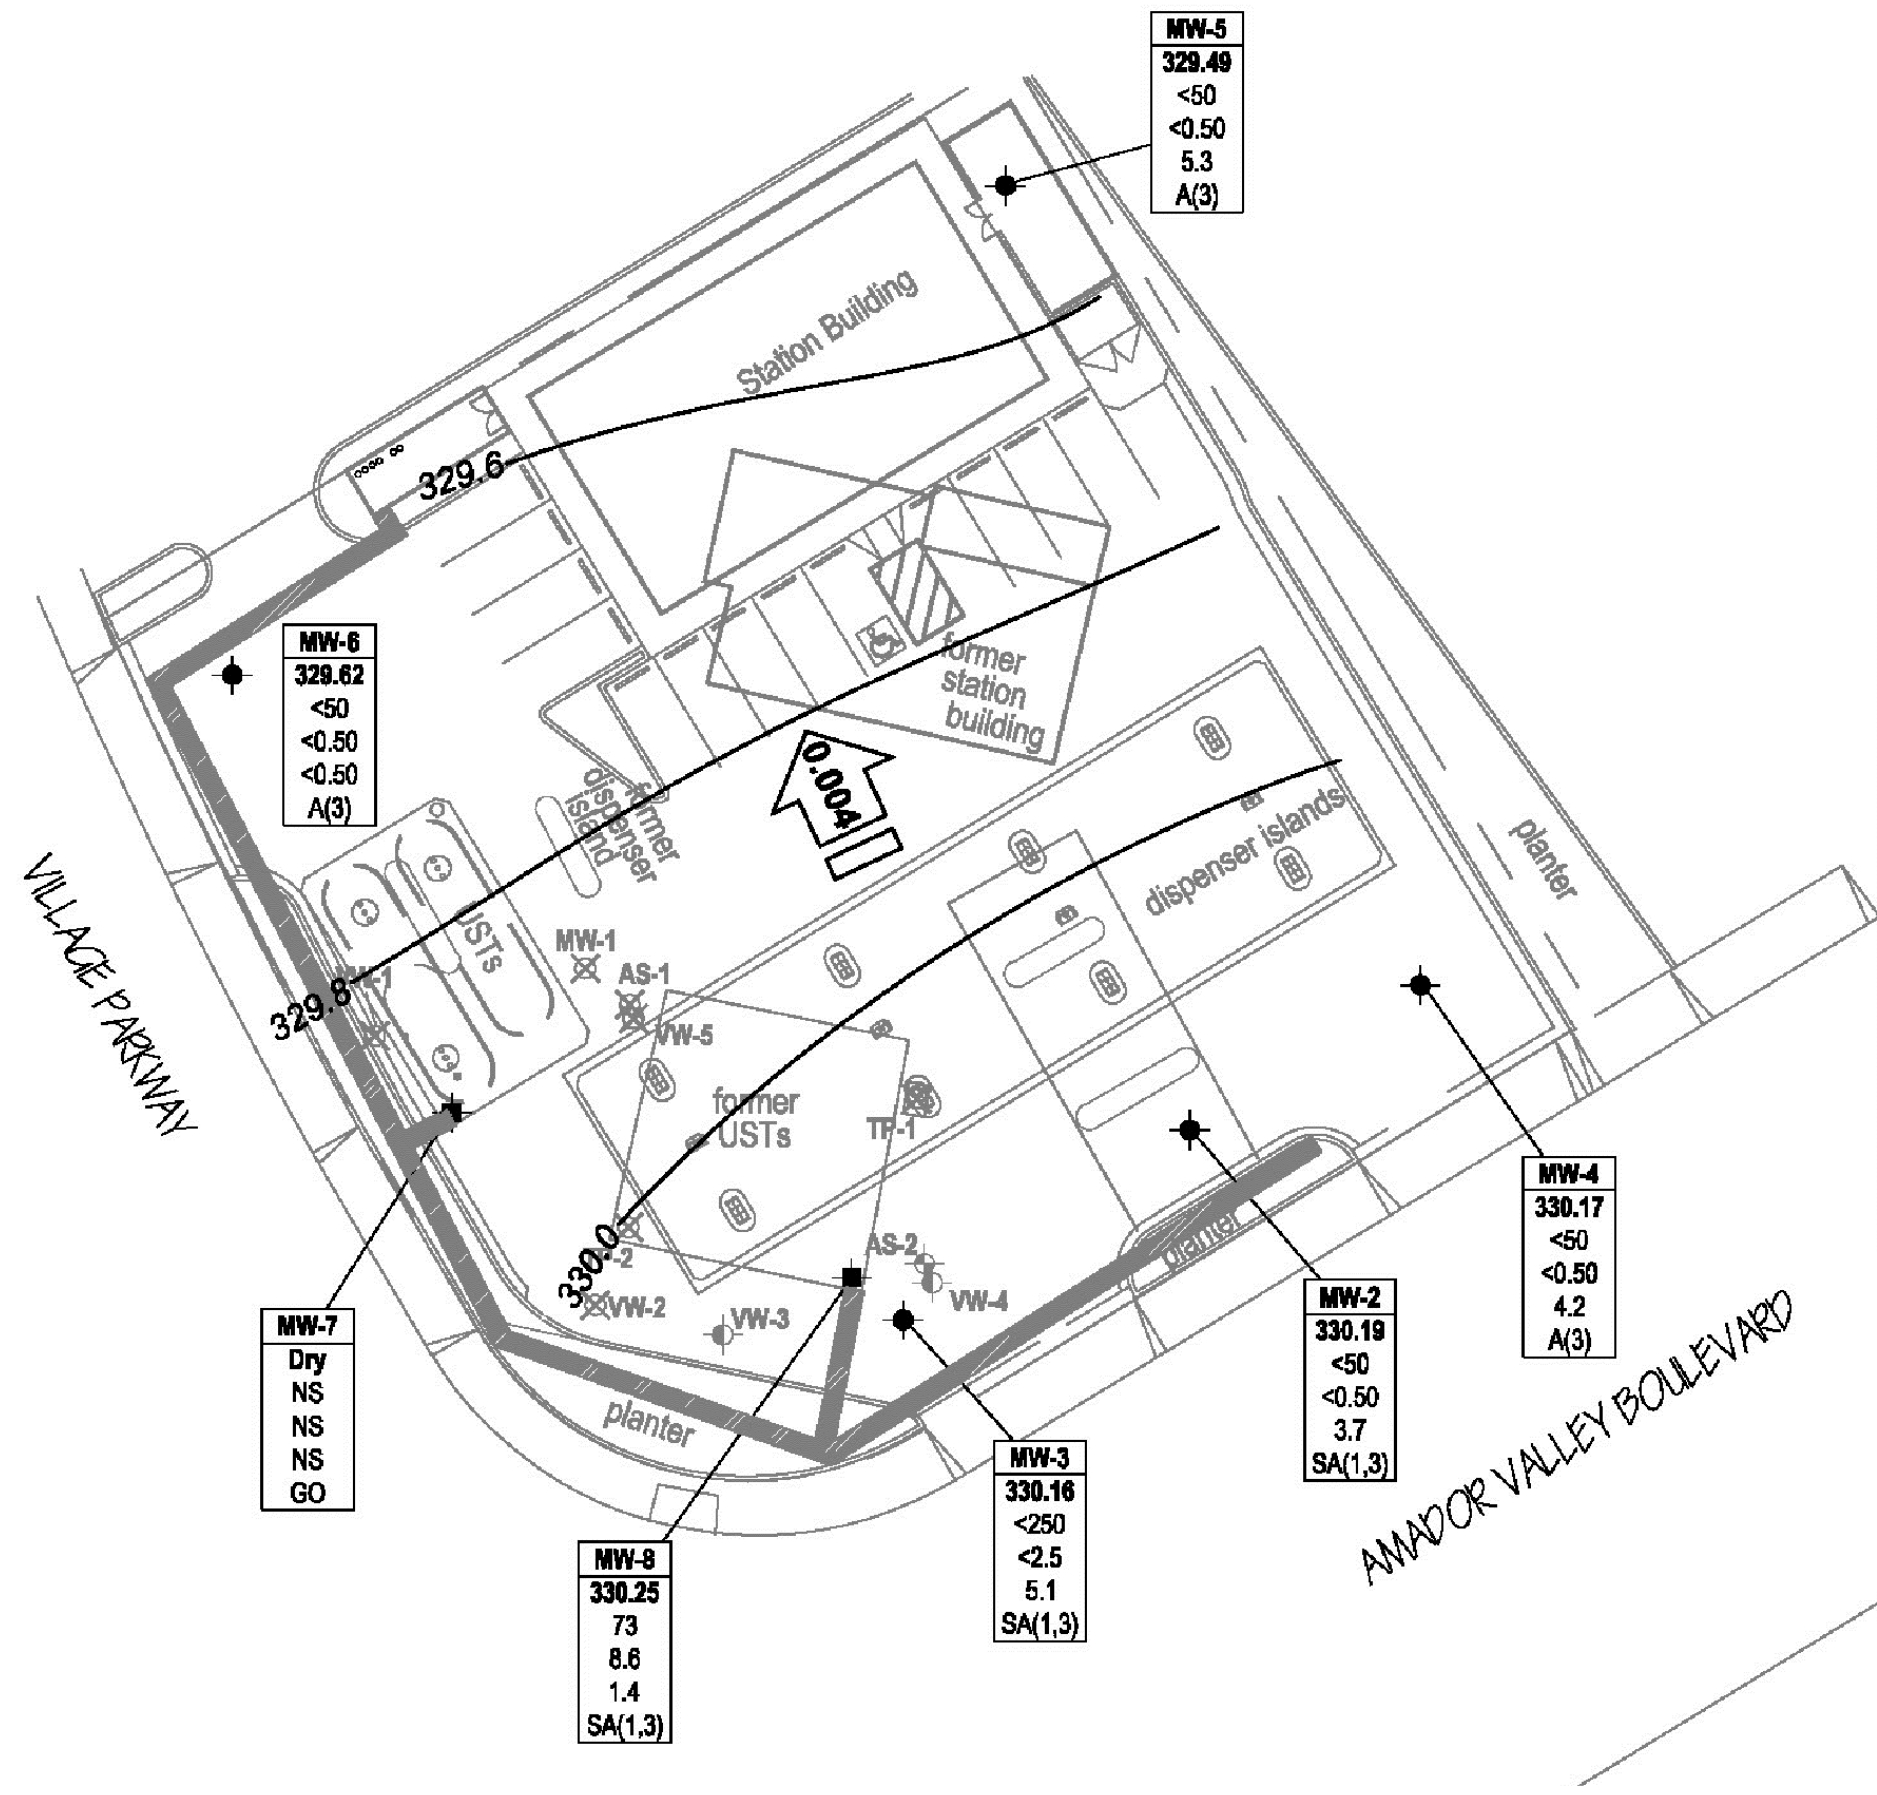 MW-5
329.49
<50
<0.50
5.3
A(3)
Station Building
329.6
MW-6
329.62
<50
<0.50
<0.50
A(3)
former
station
building
0.004
former
dispenser
island
dispenser islands
planter
VILLAGE PARKWAY
USTs
MW-1
AS-1
VW-5
329.8
former
USTs
TP-1
330.0
AS-2
VW-2
VW-3
VW-4
planter
planter
MW-4
330.17
<50
<0.50
4.2
A(3)
MW-2
330.19
<50
<0.50
3.7
SA(1,3)
AMADOR VALLEY BOULEVARD
MW-7
Dry
NS
NS
NS
GO
MW-3
330.16
<250
<2.5
5.1
SA(1,3)
MW-8
330.25
73
8.6
1.4
SA(1,3)